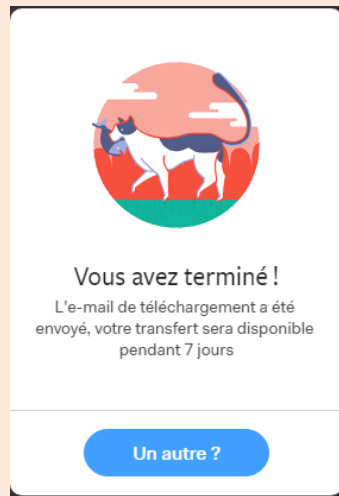 Vous avez terminé !
L'e-mail de téléchargement a été
envoyé, votre transfert sera disponible
pendant 7 jours
Un autre ?